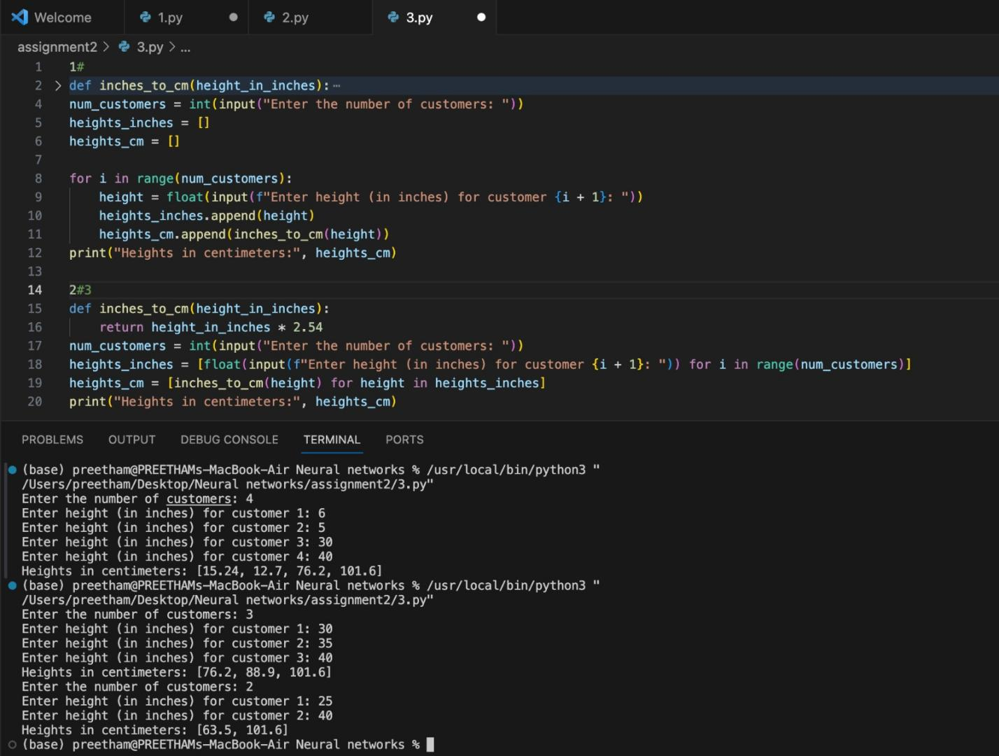 Welcome 1.py 2.py 3.py
assignment2 > 3.py > ...
1 1#
2 > def inches_to_cm(height_in_inches): ⋯
4 num_customers = int(input("Enter the number of customers: "))
5 heights_inches = []
6 heights_cm = []
7
8 for i in range(num_customers):
9     height = float(input(f"Enter height (in inches) for customer {i + 1}: "))
10     heights_inches.append(height)
11     heights_cm.append(inches_to_cm(height))
12 print("Heights in centimeters:", heights_cm)
13
14 2#3
15 def inches_to_cm(height_in_inches):
16     return height_in_inches * 2.54
17 num_customers = int(input("Enter the number of customers: "))
18 heights_inches = [float(input(f"Enter height (in inches) for customer {i + 1}: ")) for i in range(num_customers)]
19 heights_cm = [inches_to_cm(height) for height in heights_inches]
20 print("Heights in centimeters:", heights_cm)
PROBLEMS OUTPUT DEBUG CONSOLE TERMINAL PORTS
(base) preetham@PREETHAMs-MacBook-Air Neural networks % /usr/local/bin/python3 "
/Users/preetham/Desktop/Neural networks/assignment2/3.py"
Enter the number of customers: 4
Enter height (in inches) for customer 1: 6
Enter height (in inches) for customer 2: 5
Enter height (in inches) for customer 3: 30
Enter height (in inches) for customer 4: 40
Heights in centimeters: [15.24, 12.7, 76.2, 101.6]
(base) preetham@PREETHAMs-MacBook-Air Neural networks % /usr/local/bin/python3 "
/Users/preetham/Desktop/Neural networks/assignment2/3.py"
Enter the number of customers: 3
Enter height (in inches) for customer 1: 30
Enter height (in inches) for customer 2: 35
Enter height (in inches) for customer 3: 40
Heights in centimeters: [76.2, 88.9, 101.6]
Enter the number of customers: 2
Enter height (in inches) for customer 1: 25
Enter height (in inches) for customer 2: 40
Heights in centimeters: [63.5, 101.6]
(base) preetham@PREETHAMs-MacBook-Air Neural networks %